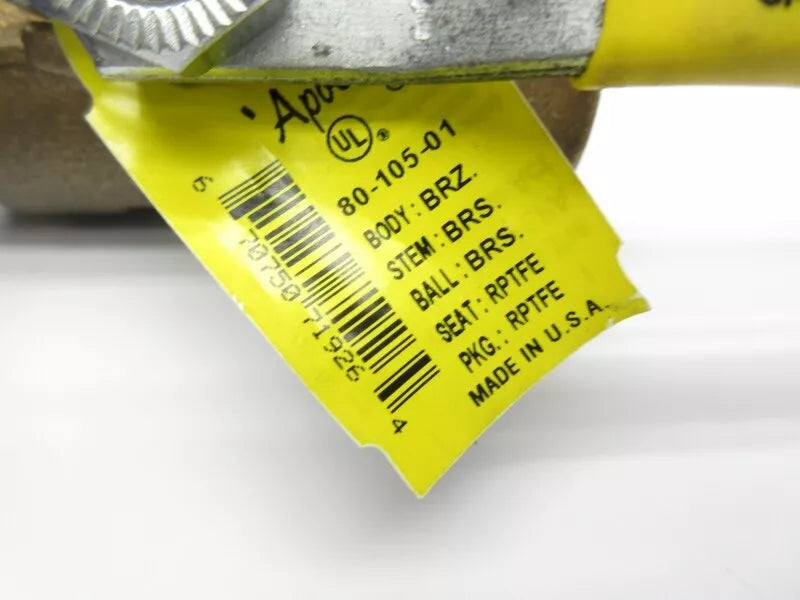 UL ®
80-105-01
BODY: BRZ.
STEM: BRS.
BALL: BRS.
SEAT: RPTFE
PKG.: RPTFE
MADE IN U.S.A.
6 70750 71926 4